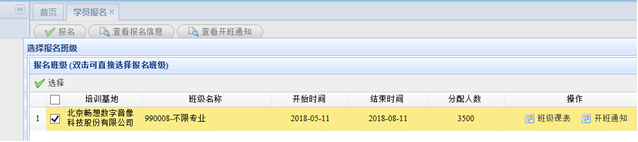 首页 学员报名
报名 查看报名信息 查看开班通知
选择报名班级
报名班级 (双击可直接选择报名班级)
选择
培训基地 班级名称 开始时间 结束时间 分配人数 操作
1 北京畅想数字音像科技股份有限公司 990008-不限专业 2018-05-11 2018-08-11 3500 班级课表 开班通知